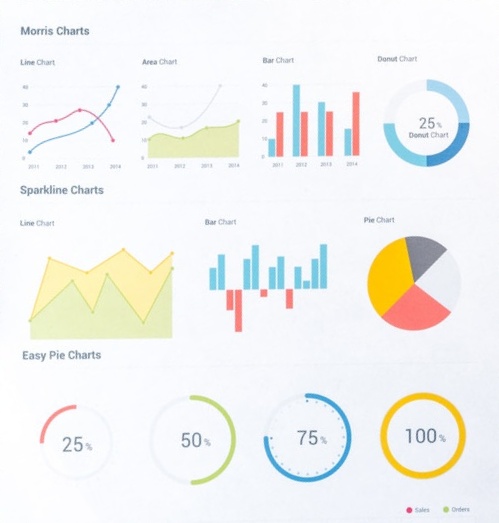 Morris Charts
Line Chart
Area Chart
Bar Chart
Donut Chart
40
30
20
10
0
2011 2012 2013 2014
40
30
20
10
0
2011 2012 2013 2014
40
30
20
10
0
2011 2012 2013 2014
25%
Donut Chart
Sparkline Charts
Line Chart
Bar Chart
Pie Chart
Easy Pie Charts
25%
50%
75%
100%
Sales
Orders